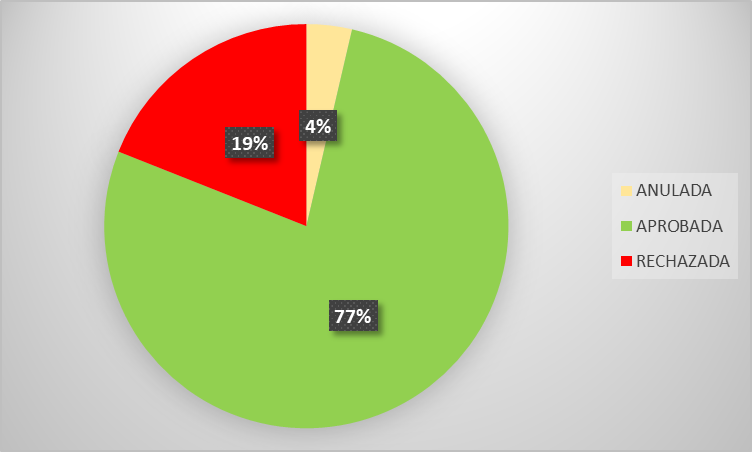 4%
19%
77%
ANULADA
APROBADA
RECHAZADA